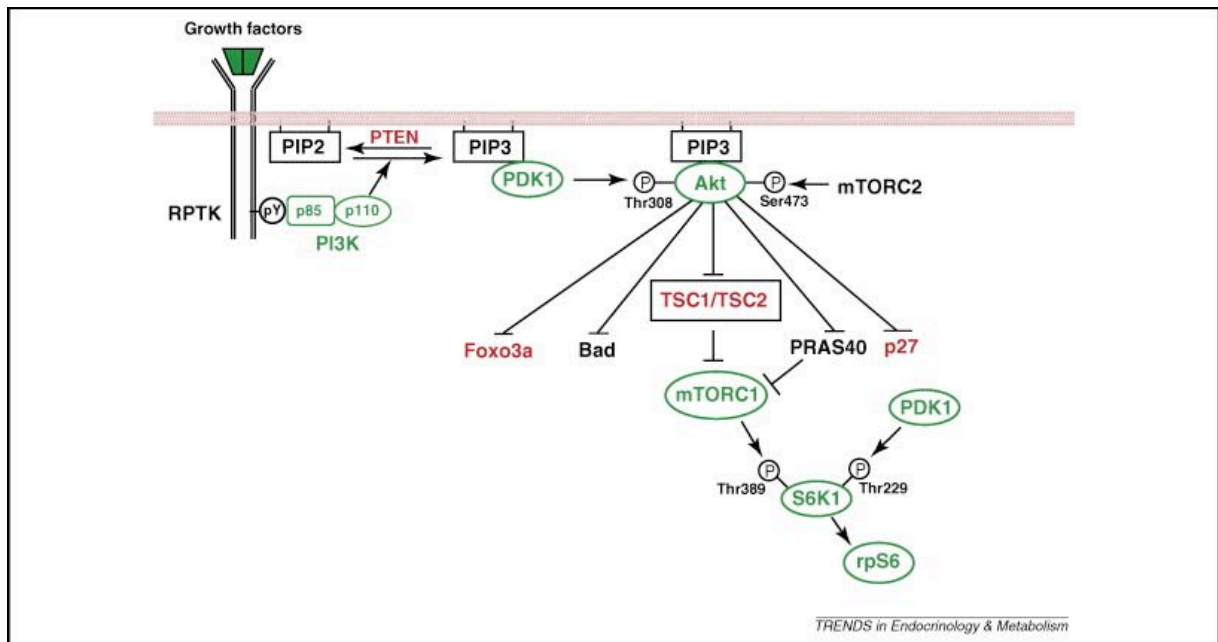 Growth factors
PIP2
PTEN
PIP3
PDK1
PIP3
Akt
P
Thr308
P
Ser473
mTORC2
RPTK
pY
p85
p110
PI3K
TSC1/TSC2
Foxo3a
Bad
PRAS40
p27
mTORC1
PDK1
P
Thr389
P
Thr229
S6K1
rpS6
TRENDS in Endocrinology & Metabolism